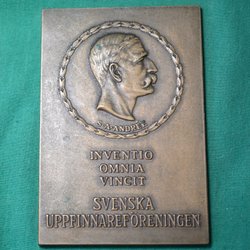 S.A.ANDRÉE
INVENTIO
OMNIA
VINCIT
SVENSKA
UPPFINNAREFÖRENINGEN